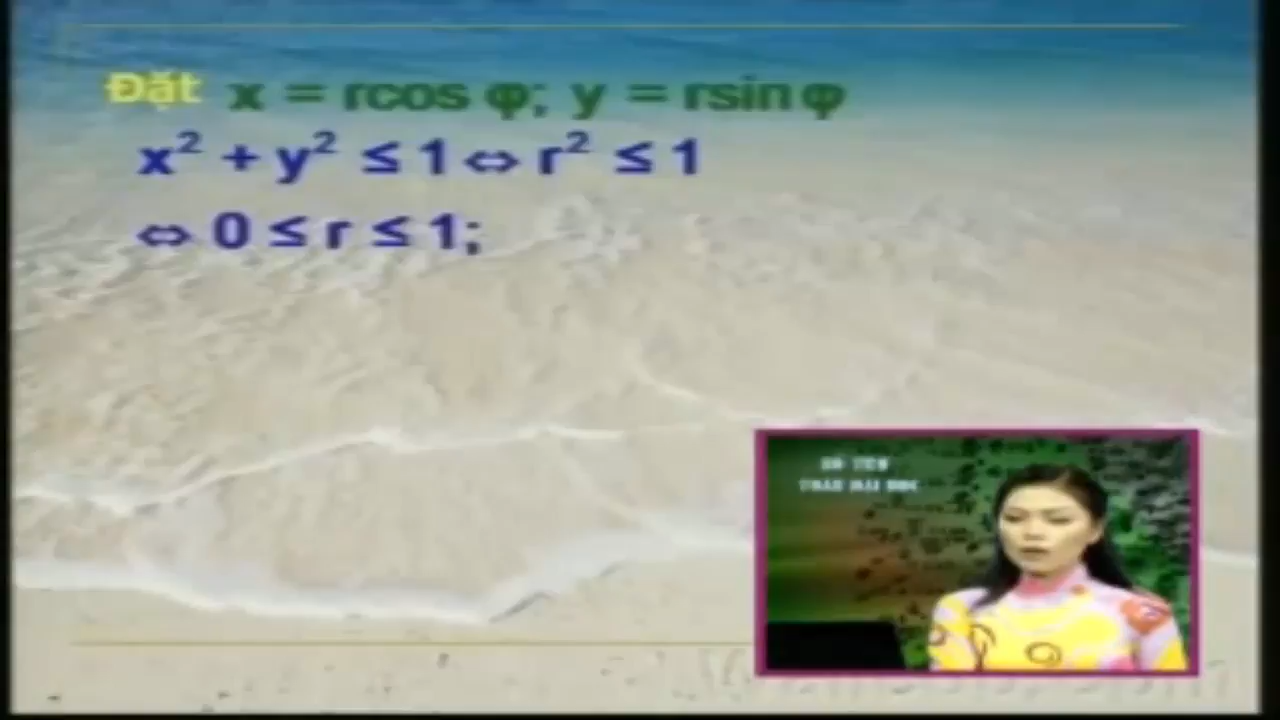 Đặt x = rcos φ; y = rsin φ
x² + y² ≤ 1 ⇔ r² ≤ 1
⇔ 0 ≤ r ≤ 1;